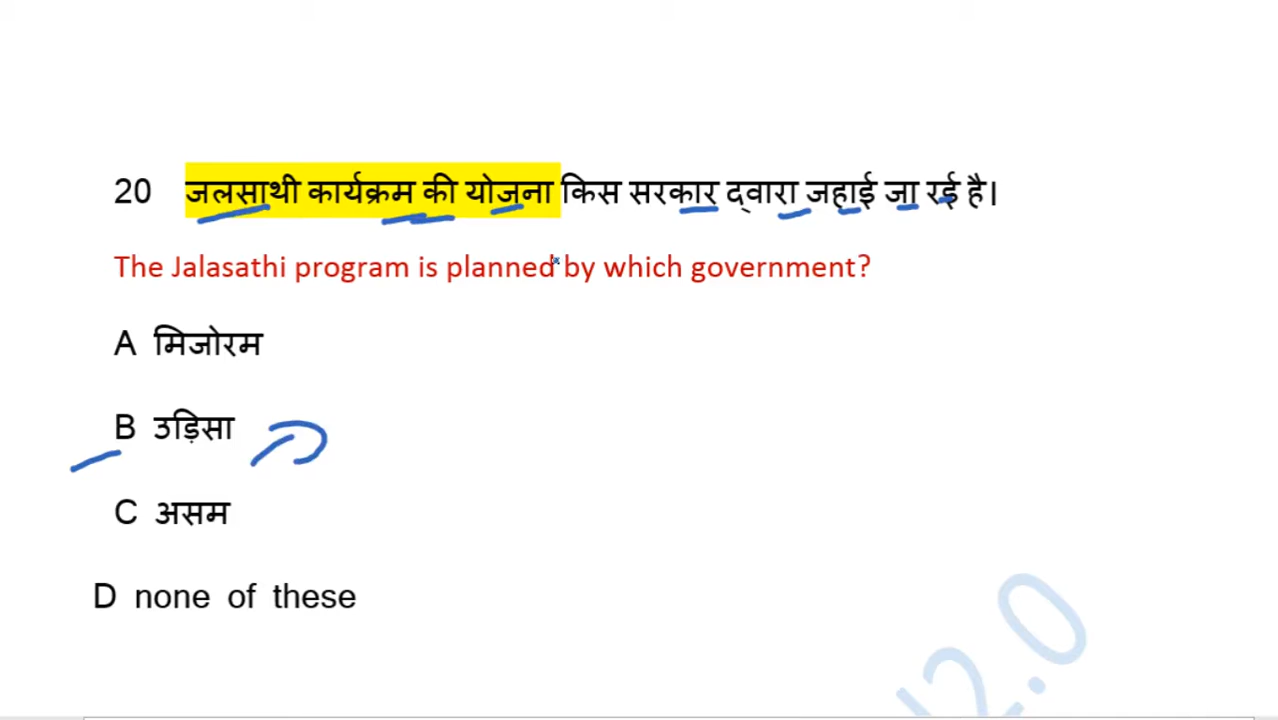 20 जलसाथी कार्यक्रम की योजना किस सरकार द्वारा जहाई जा रई है।
The Jalasathi program is planned by which government?
A मिजोरम
B उड़िसा
C असम
D none of these